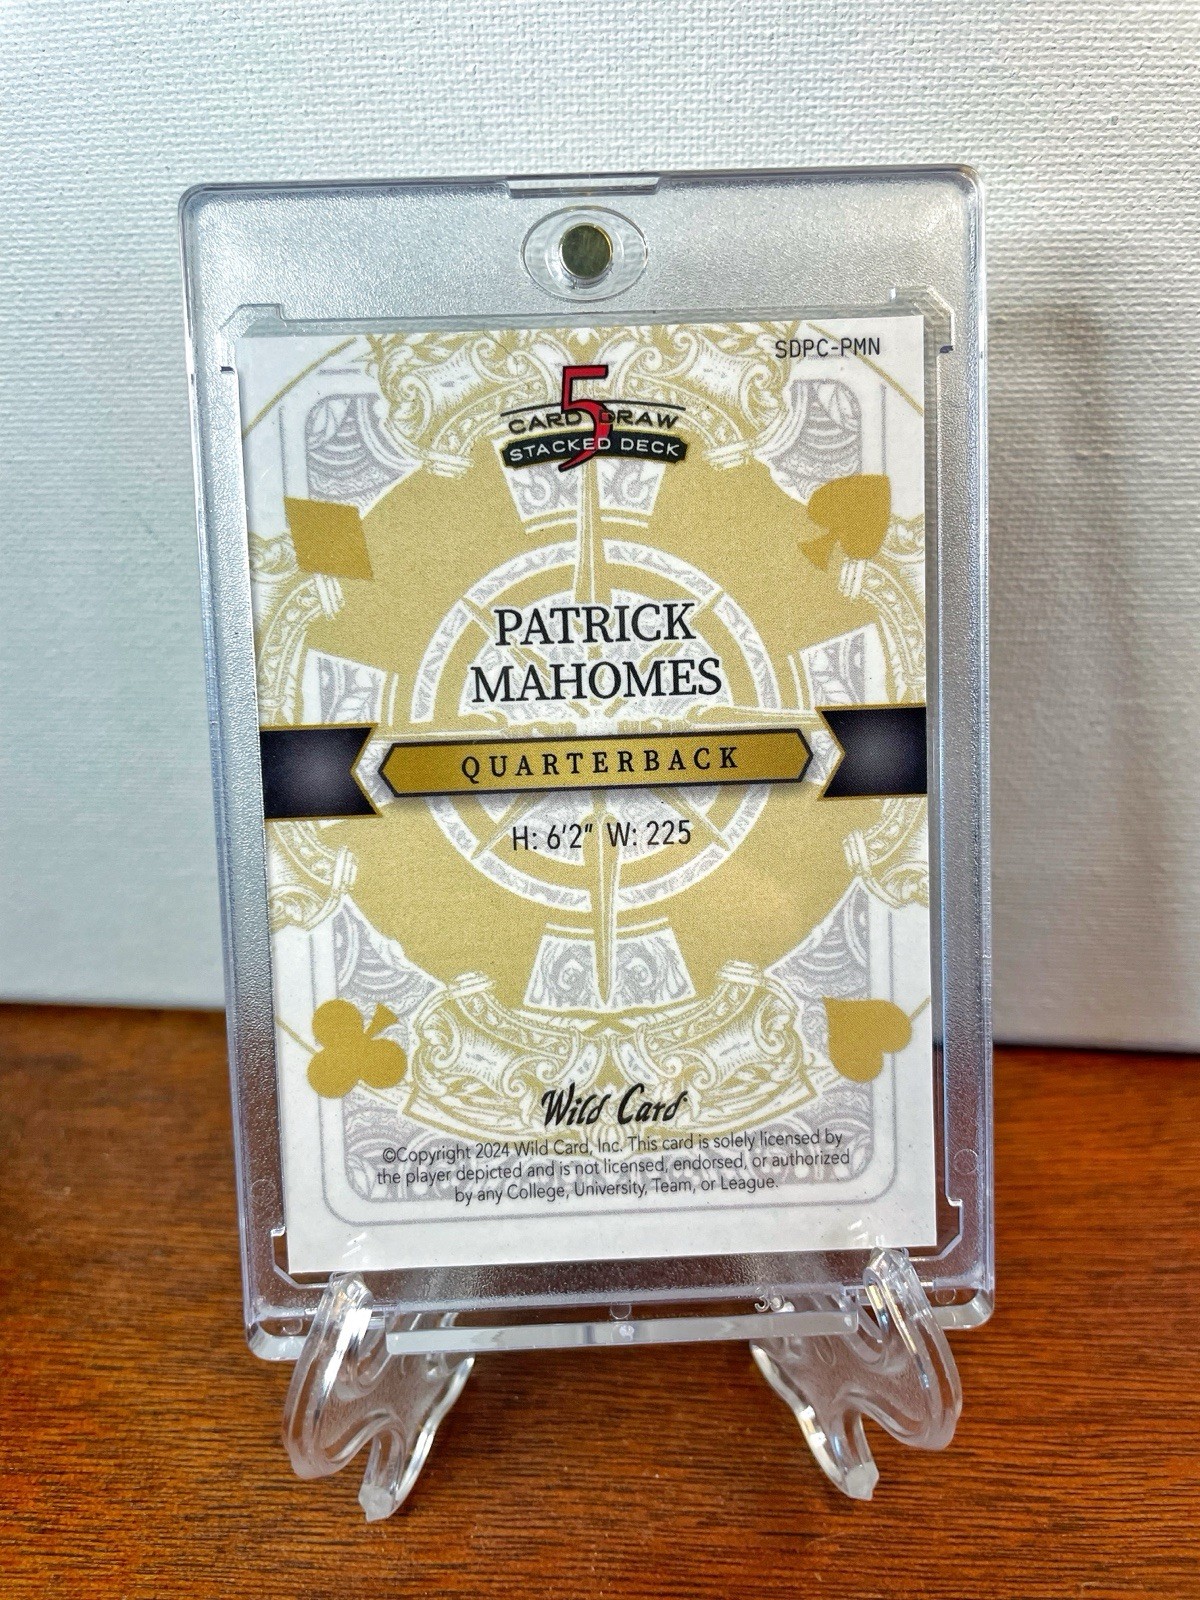 SDPC-PMN
5
CARD DRAW
STACKED DECK
PATRICK
MAHOMES
QUARTERBACK
H: 6'2" W: 225
Wild Card
©Copyright 2024 Wild Card, Inc. This card is solely licensed by
the player depicted and is not licensed, endorsed, or authorized
by any College, University, Team, or League.